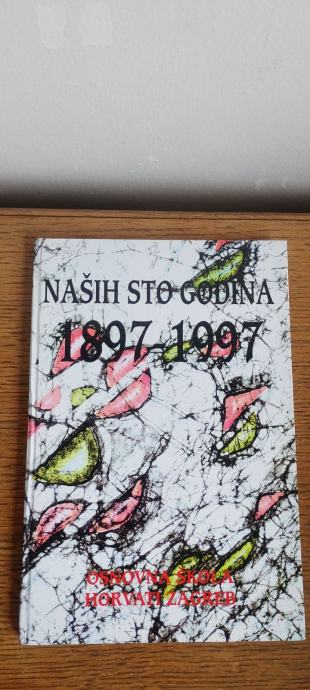 NAŠIH STO GODINA
1897-1997
OSNOVNA ŠKOLA
HORVATI ZAGREB